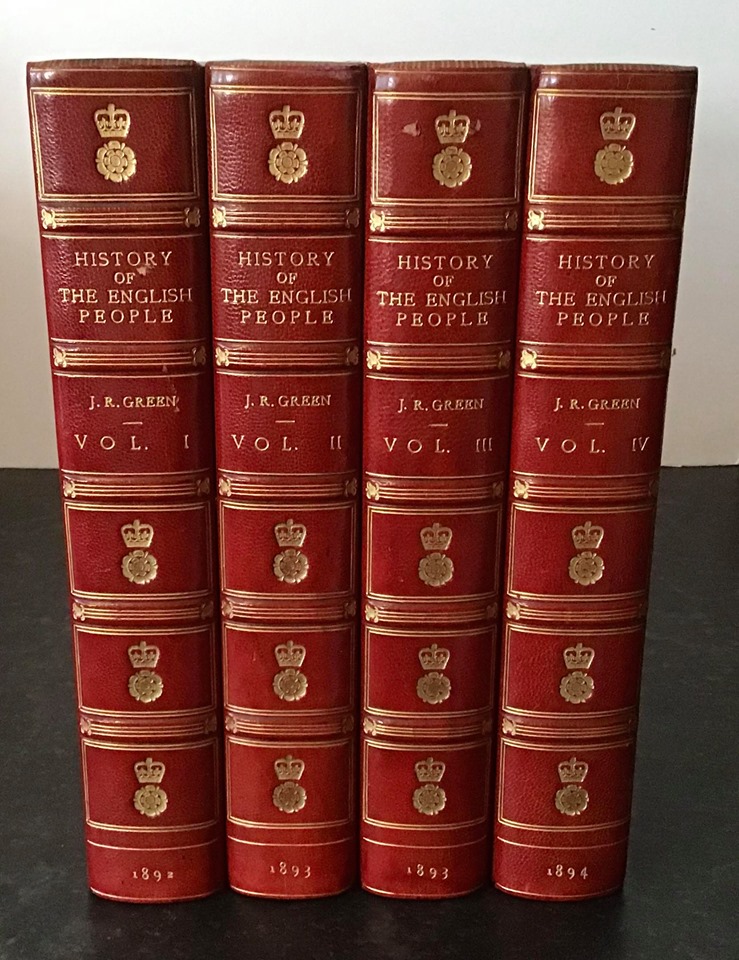 HISTORY
OF
THE ENGLISH
PEOPLE
J. R. GREEN
VOL. I
1892
HISTORY
OF
THE ENGLISH
PEOPLE
J. R. GREEN
VOL. II
1893
HISTORY
OF
THE ENGLISH
PEOPLE
J. R. GREEN
VOL. III
1893
HISTORY
OF
THE ENGLISH
PEOPLE
J. R. GREEN
VOL. IV
1894